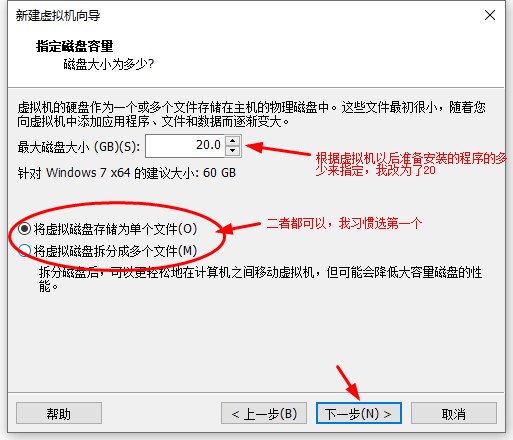 新建虚拟机向导
指定磁盘容量
磁盘大小为多少?
虚拟机的硬盘作为一个或多个文件存储在主机的物理磁盘中。这些文件最初很小，随着您
向虚拟机中添加应用程序、文件和数据而逐渐变大。
最大磁盘大小 (GB)(S): 20.0
根据虚拟机以后准备安装的程序的多
少来指定，我改为了20
针对 Windows 7 x64 的建议大小: 60 GB
二者都可以，我习惯选第一个
将虚拟磁盘存储为单个文件(O)
将虚拟磁盘拆分成多个文件(M)
拆分磁盘后，可以更轻松地在计算机之间移动虚拟机，但可能会降低大容量磁盘的性
能。
帮助 < 上一步(B) 下一步(N) > 取消